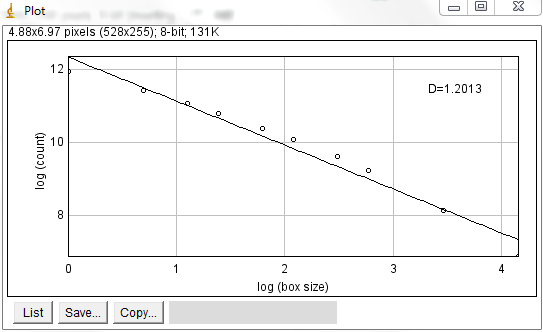 Plot
4.88x6.97 pixels (528x255); 8-bit; 131K
12
D=1.2013
10
log (count)
8
0 1 2 3 4
log (box size)
List Save... Copy...